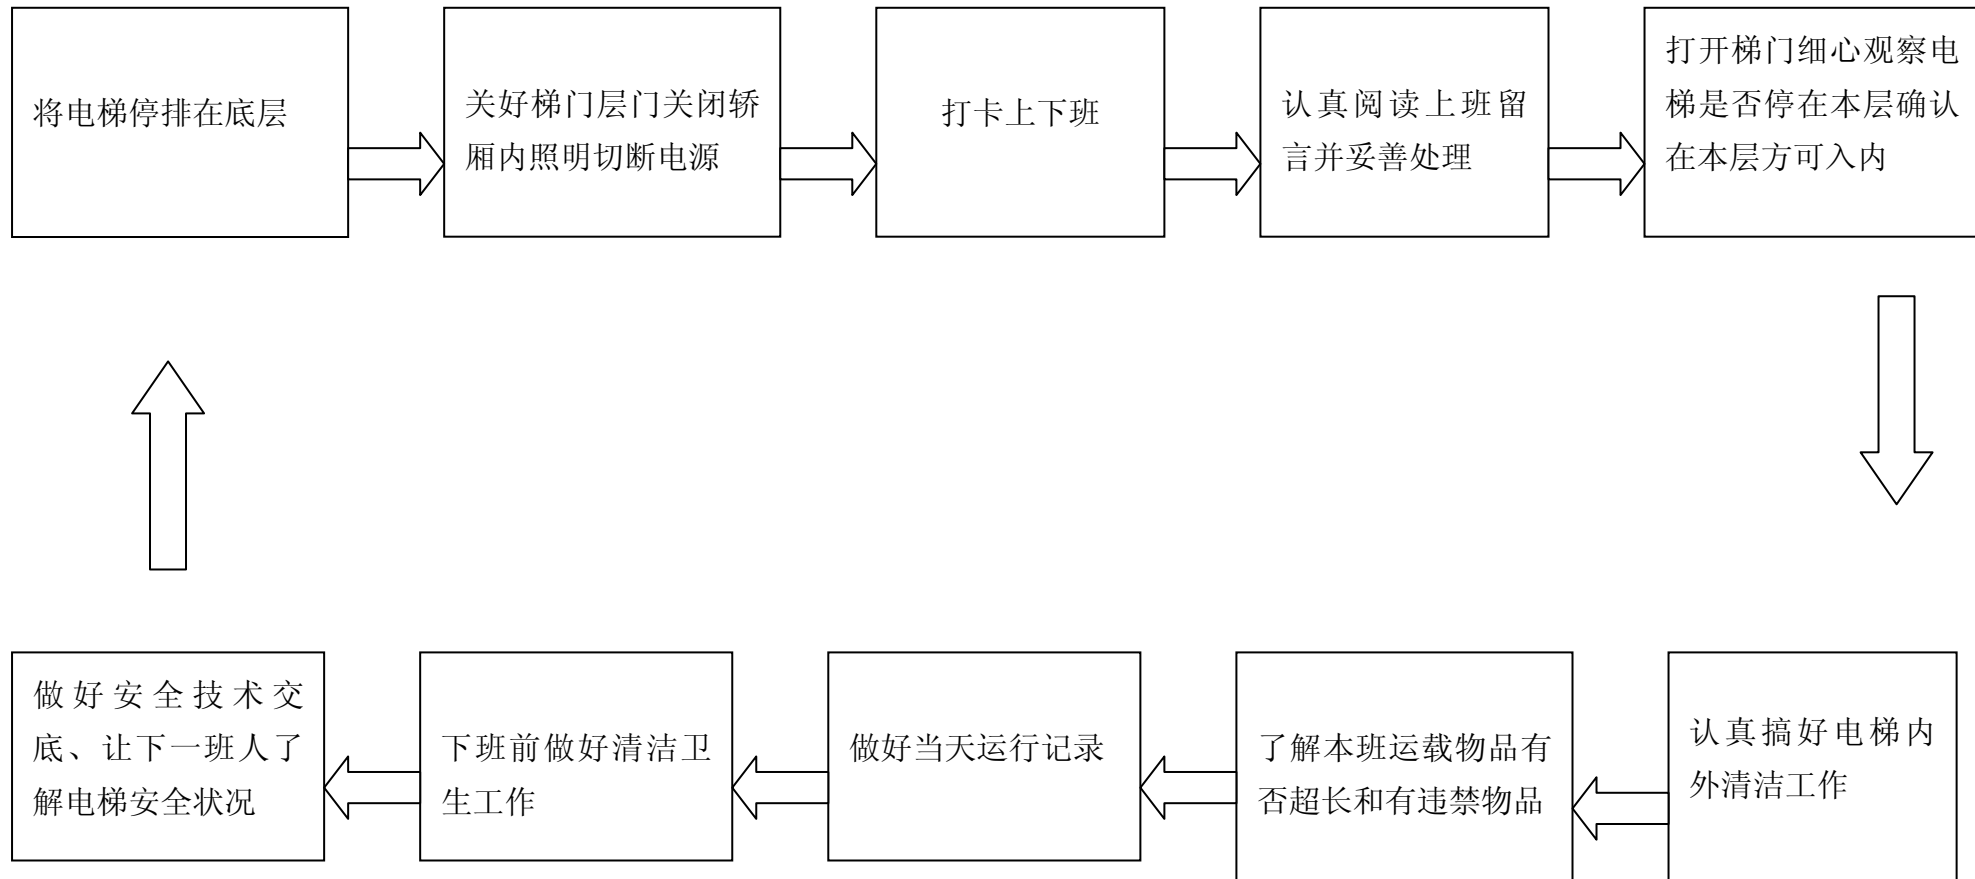 将电梯停排在底层
关好梯门层门关闭轿
厢内照明切断电源
打卡上下班
认真阅读上班留
言并妥善处理
打开梯门细心观察电
梯是否停在本层确认
在本层方可入内
做好安全技术交
底、让下一班人了
解电梯安全状况
下班前做好清洁卫
生工作
做好当天运行记录
了解本班运载物品有
否超长和有违禁物品
认真搞好电梯内
外清洁工作